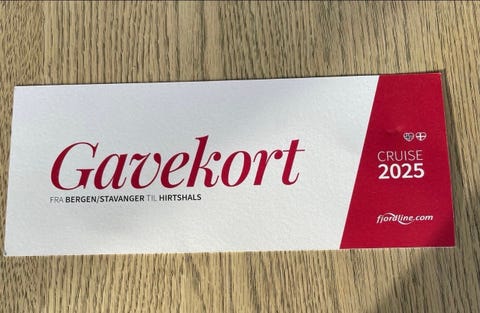 Gavekort
FRA BERGEN/STAVANGER TIL HIRTSHALS
CRUISE
2025
fjordline.com